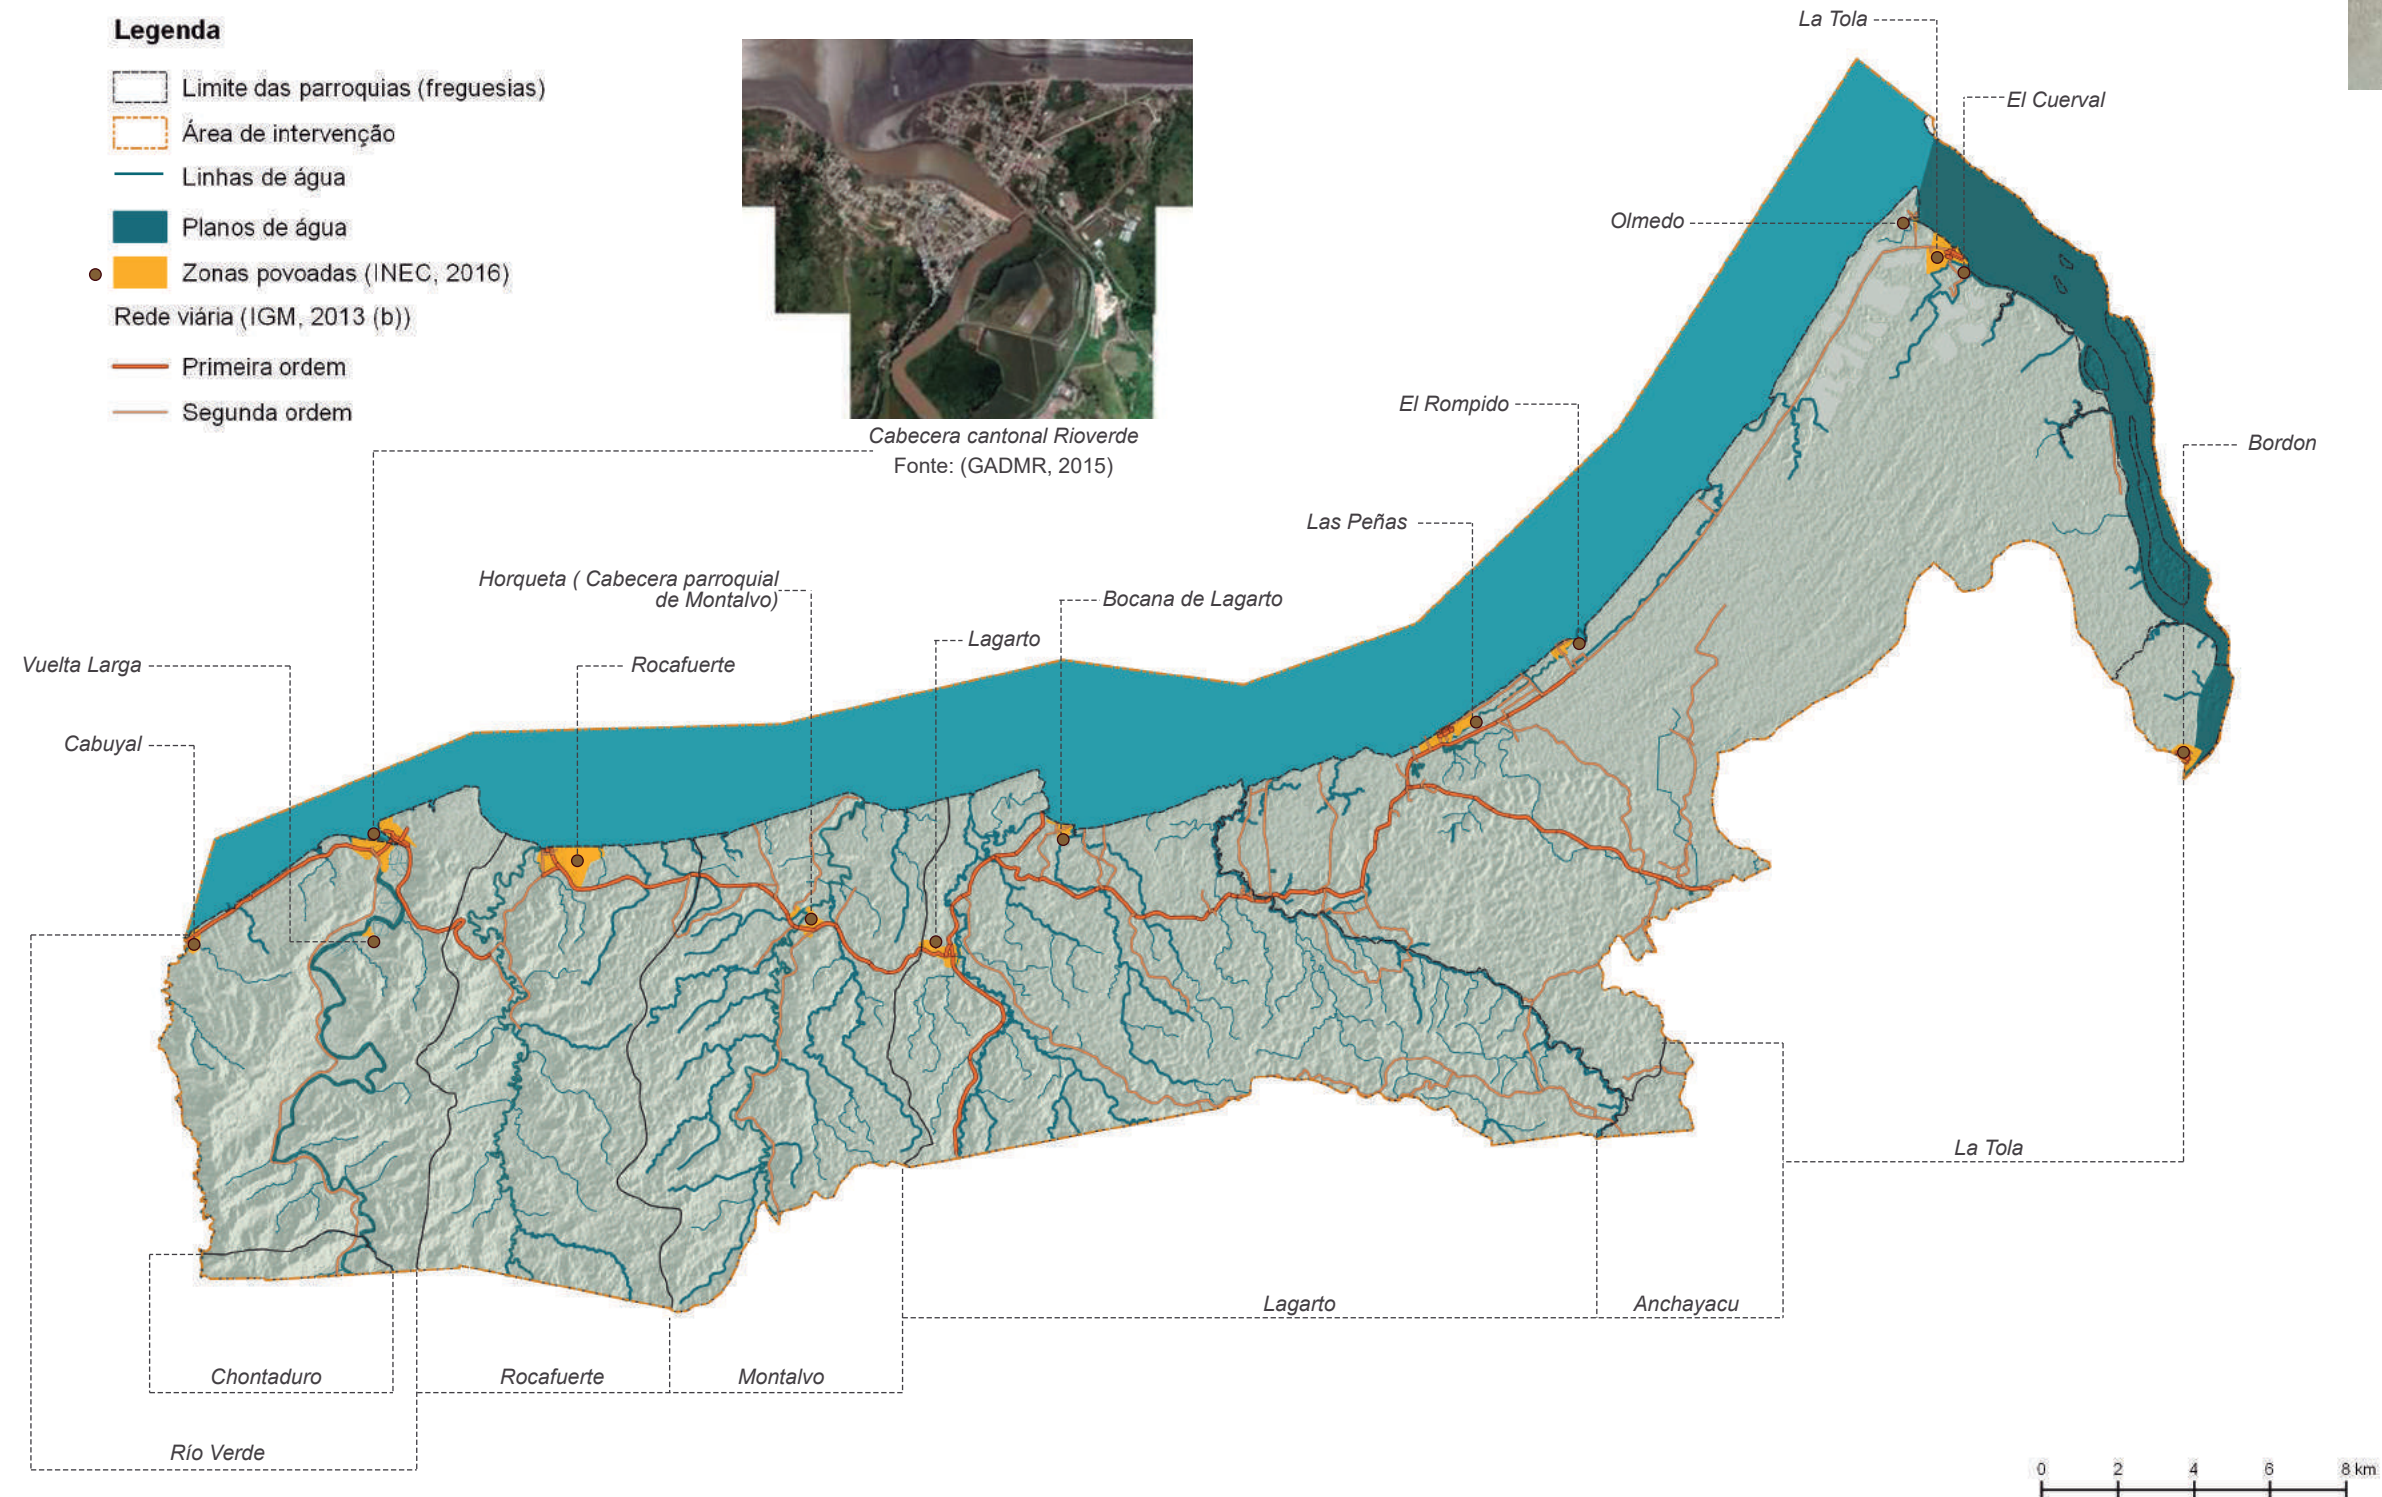 Legenda
Limite das parroquias (freguesias)
Área de intervenção
Linhas de água
Planos de água
Zonas povoadas (INEC, 2016)
Rede viária (IGM, 2013 (b))
Primeira ordem
Segunda ordem
Cabecera cantonal Rioverde
Fonte: (GADMR, 2015)
La Tola
El Cuerval
Olmedo
El Rompido
Bordon
Las Peñas
Horqueta ( Cabecera parroquial
de Montalvo)
Bocana de Lagarto
Lagarto
Vuelta Larga
Rocafuerte
Cabuyal
La Tola
Lagarto
Anchayacu
Chontaduro
Rocafuerte
Montalvo
Río Verde
0 2 4 6 8 km